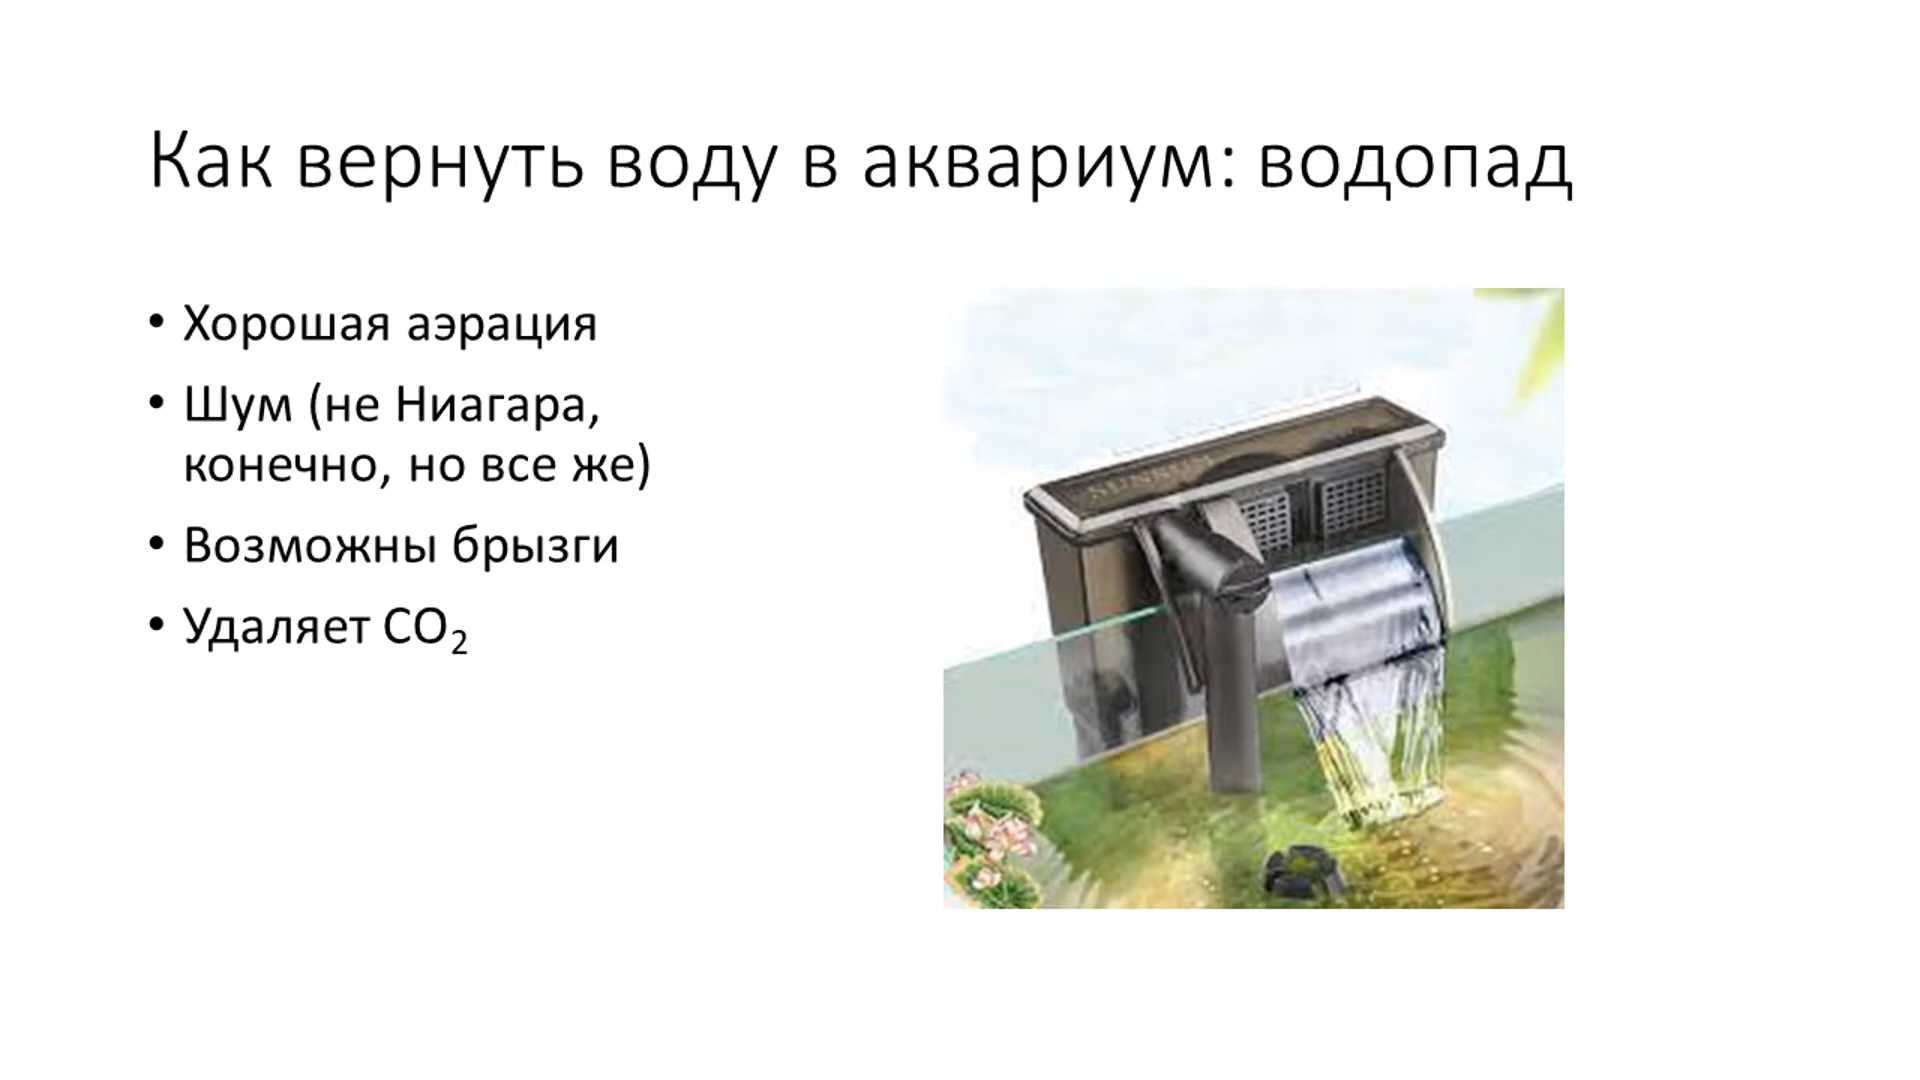 Как вернуть воду в аквариум: водопад
• Хорошая аэрация
• Шум (не Ниагара,
конечно, но все же)
• Возможны брызги
• Удаляет CO₂